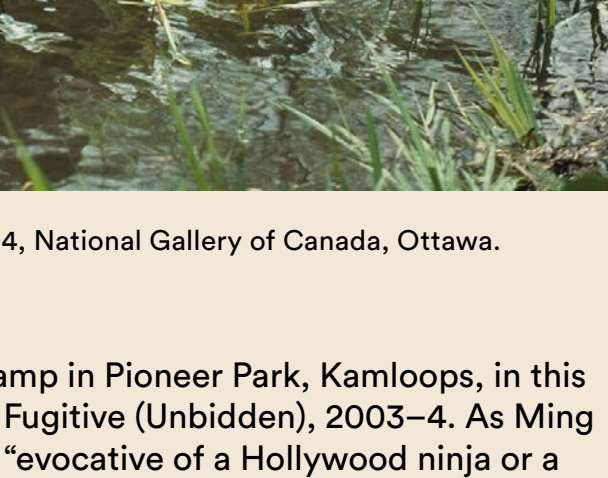 4, National Gallery of Canada, Ottawa.
amp in Pioneer Park, Kamloops, in this
Fugitive (Unbidden), 2003–4. As Ming
“evocative of a Hollywood ninja or a